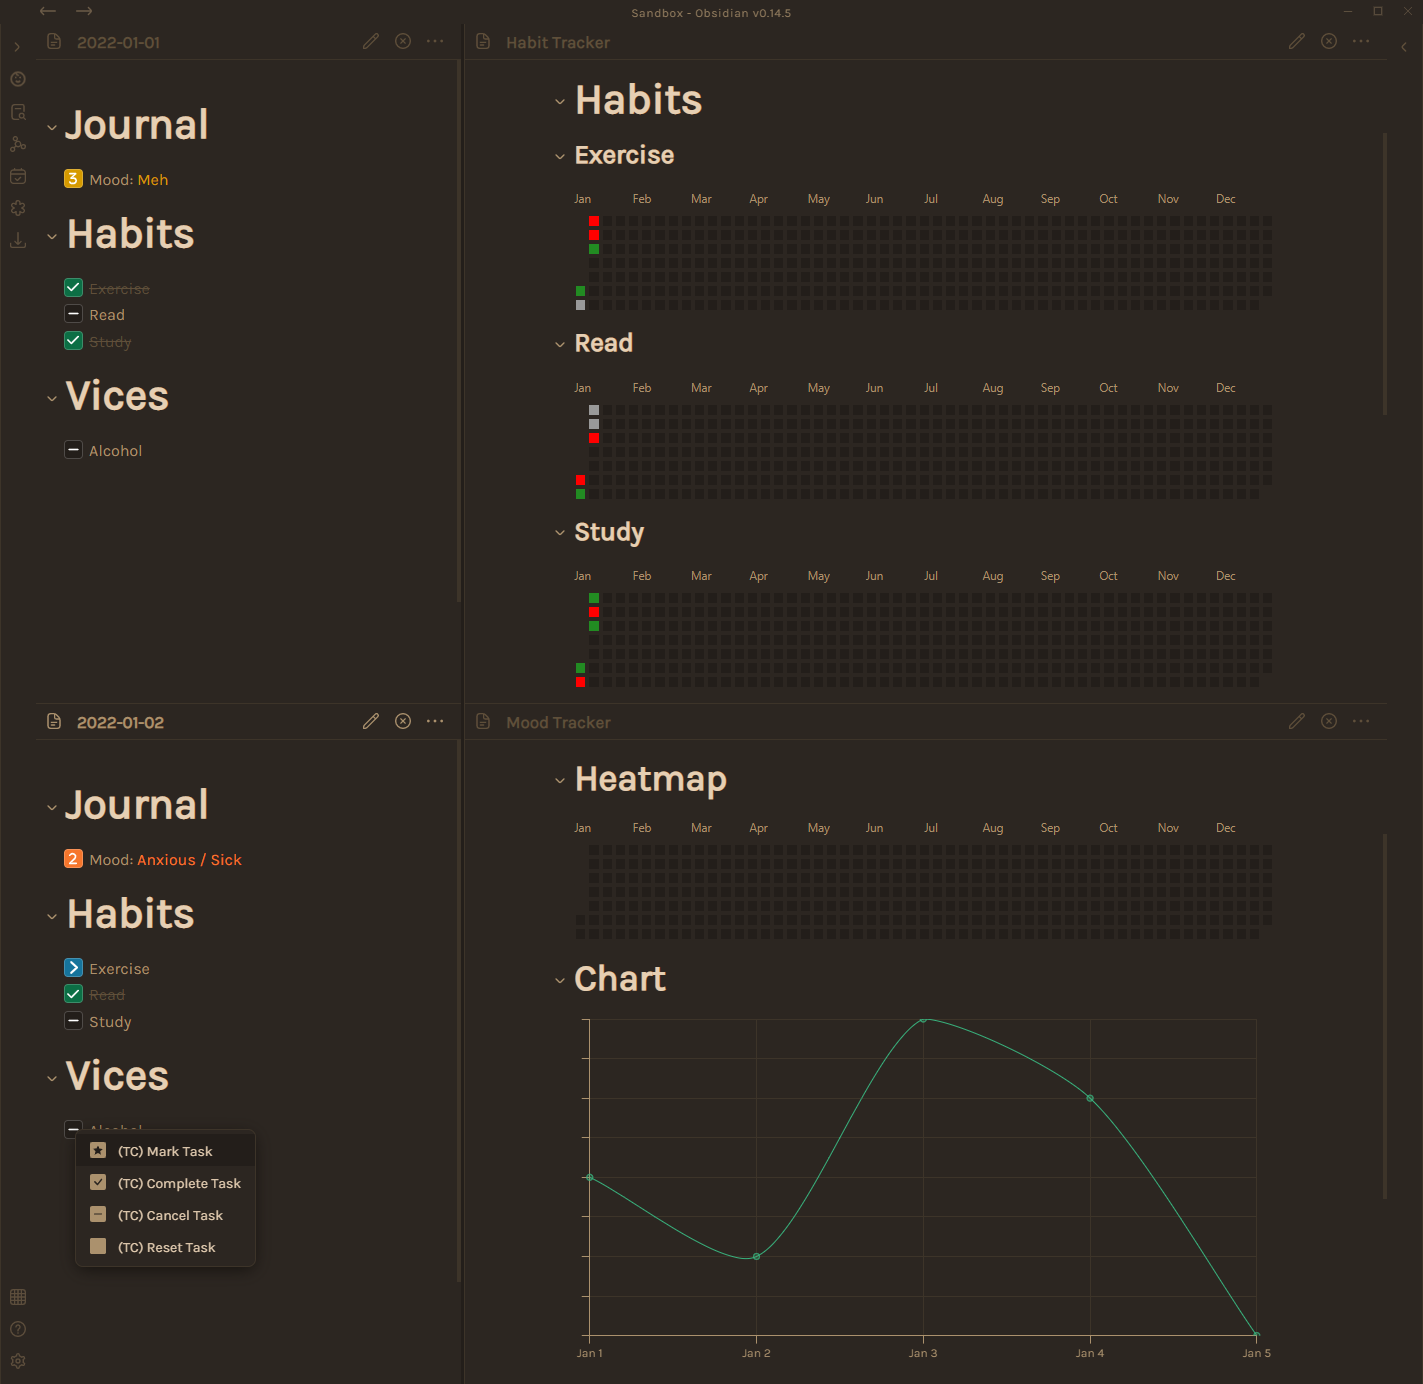 Sandbox - Obsidian v0.14.5
2022-01-01
Journal
3 Mood: Meh
Habits
Exercise
Read
Study
Vices
Alcohol
Habit Tracker
Habits
Exercise
Jan Feb Mar Apr May Jun Jul Aug Sep Oct Nov Dec
Read
Jan Feb Mar Apr May Jun Jul Aug Sep Oct Nov Dec
Study
Jan Feb Mar Apr May Jun Jul Aug Sep Oct Nov Dec
2022-01-02
Journal
2 Mood: Anxious / Sick
Habits
Exercise
Read
Study
Vices
Alcohol
(TC) Mark Task
(TC) Complete Task
(TC) Cancel Task
(TC) Reset Task
Mood Tracker
Heatmap
Jan Feb Mar Apr May Jun Jul Aug Sep Oct Nov Dec
Chart
Jan 1 Jan 2 Jan 3 Jan 4 Jan 5